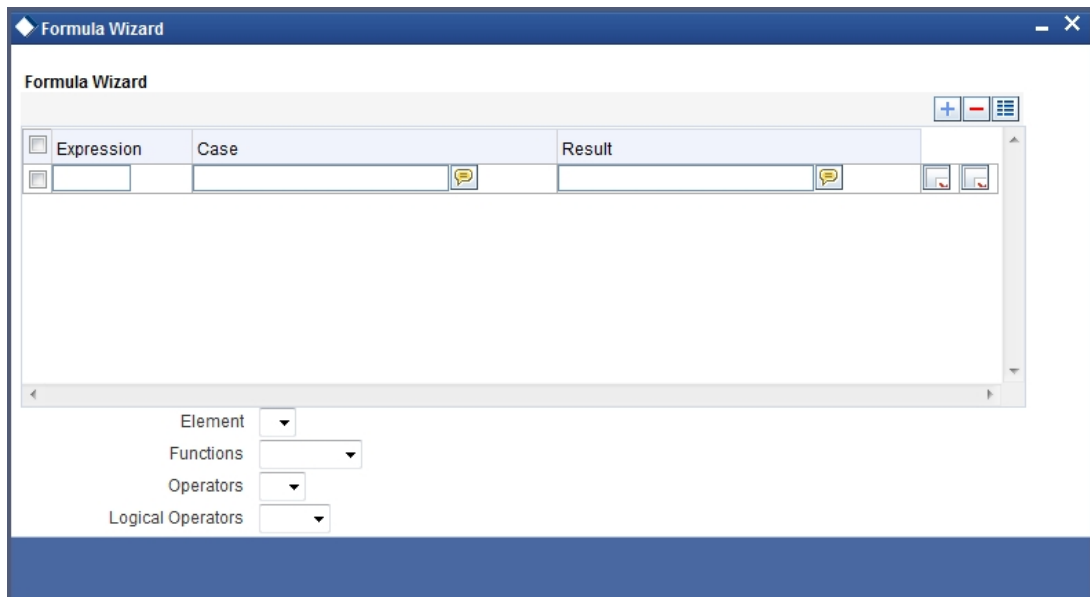 Formula Wizard
Formula Wizard
Expression Case Result
Element
Functions
Operators
Logical Operators